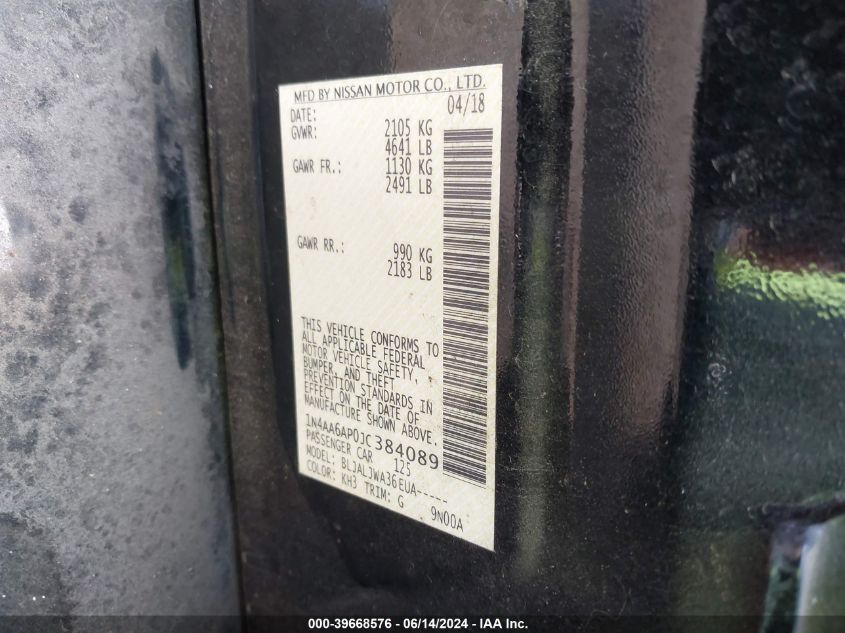 MFD BY NISSAN MOTOR CO., LTD.
DATE: 04/18
GVWR: 2105 KG
4641 LB
GAWR FR.: 1130 KG
2491 LB
GAWR RR.: 990 KG
2183 LB
THIS VEHICLE CONFORMS TO
ALL APPLICABLE FEDERAL
MOTOR VEHICLE SAFETY,
BUMPER, AND THEFT
PREVENTION STANDARDS IN
EFFECT ON THE DATE OF
MANUFACTURE SHOWN ABOVE.
1N4AA6AP0JC384089
PASSENGER CAR 125
MODEL: BLJALJWA36EUA-----
COLOR: KH3 TRIM: G 9N00A
000-39668576 - 06/14/2024 - IAA Inc.